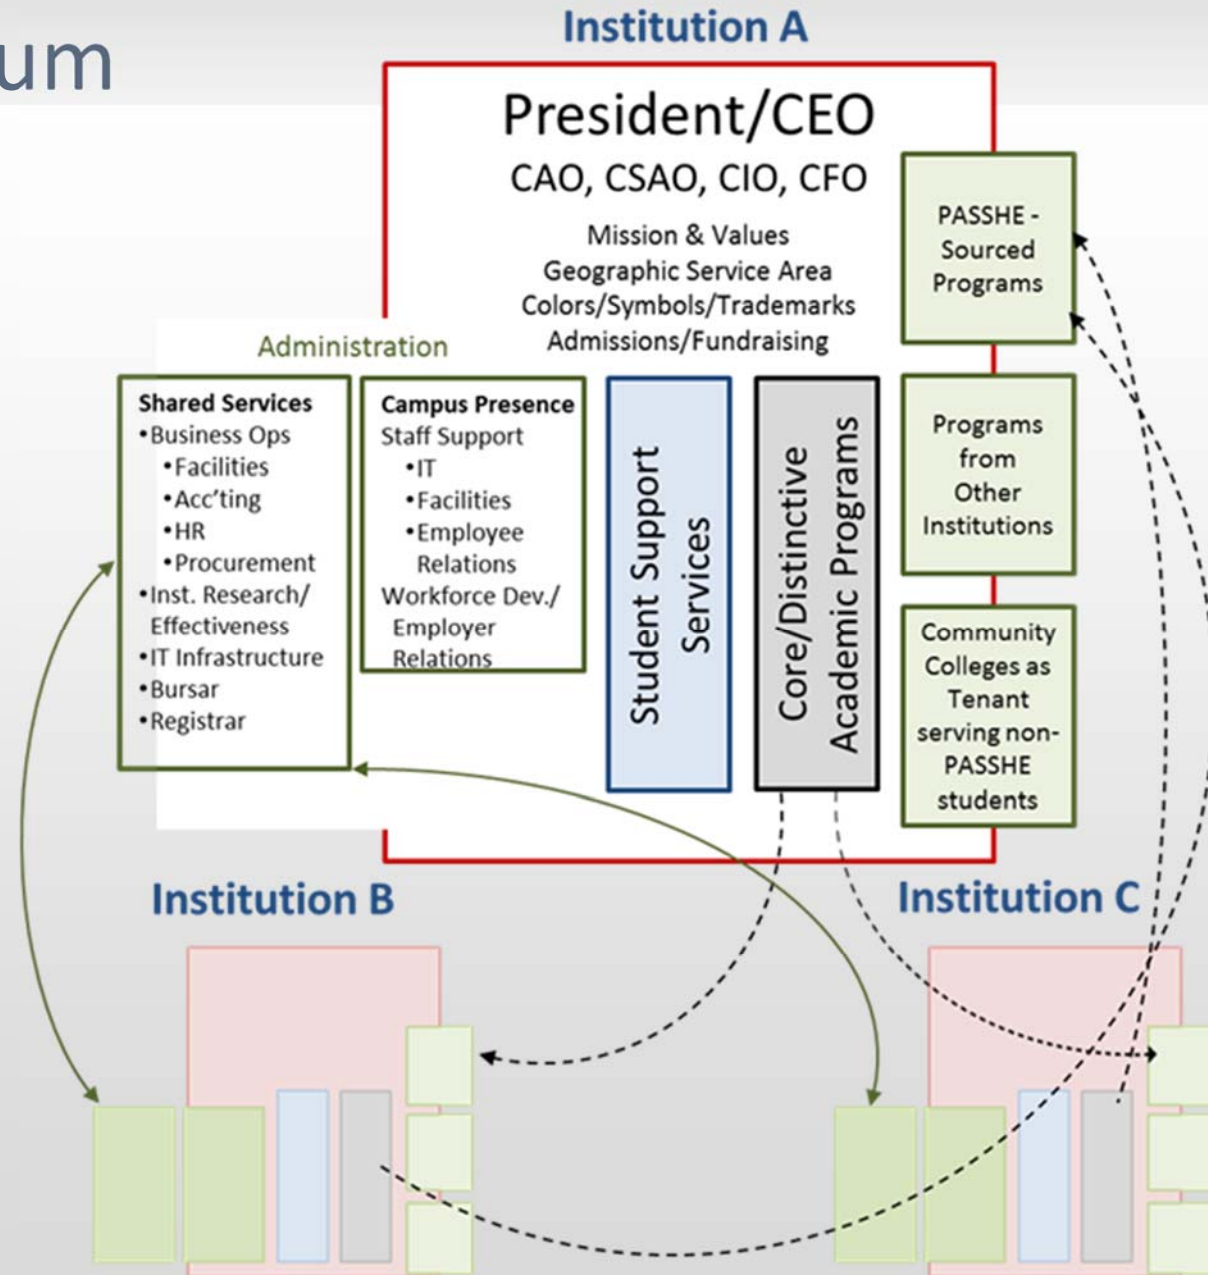 um
Institution A
President/CEO
CAO, CSAO, CIO, CFO
Mission & Values
Geographic Service Area
Colors/Symbols/Trademarks
Admissions/Fundraising
Administration
Shared Services
•Business Ops
•Facilities
•Acc'ting
•HR
•Procurement
•Inst. Research/
Effectiveness
•IT Infrastructure
•Bursar
•Registrar
Campus Presence
Staff Support
•IT
•Facilities
•Employee
Relations
Workforce Dev./
Employer
Relations
Student Support
Services
Core/Distinctive
Academic Programs
PASSHE -
Sourced
Programs
Programs
from
Other
Institutions
Community
Colleges as
Tenant
serving non-
PASSHE
students
Institution B
Institution C